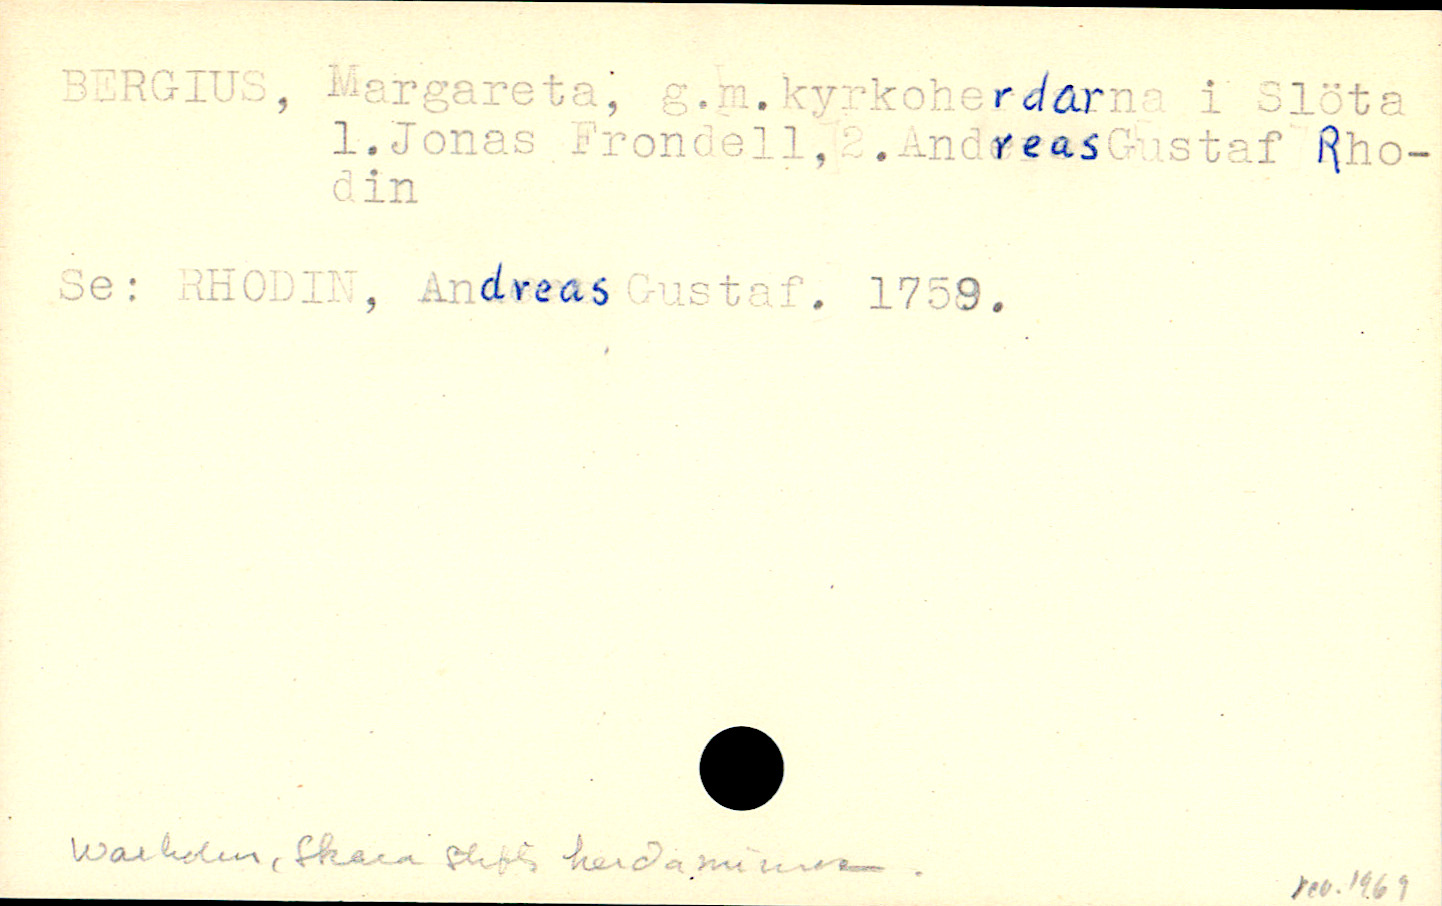 BERGIUS, Margareta, g.m.kyrkoherdarna i Slöta
1.Jonas Frondell,2.Andreas Gustaf Rho-
din
Se: RHODIN, Andreas Gustaf. 1759.
Warholm, Skara stifts herdaminne.
rev. 1969